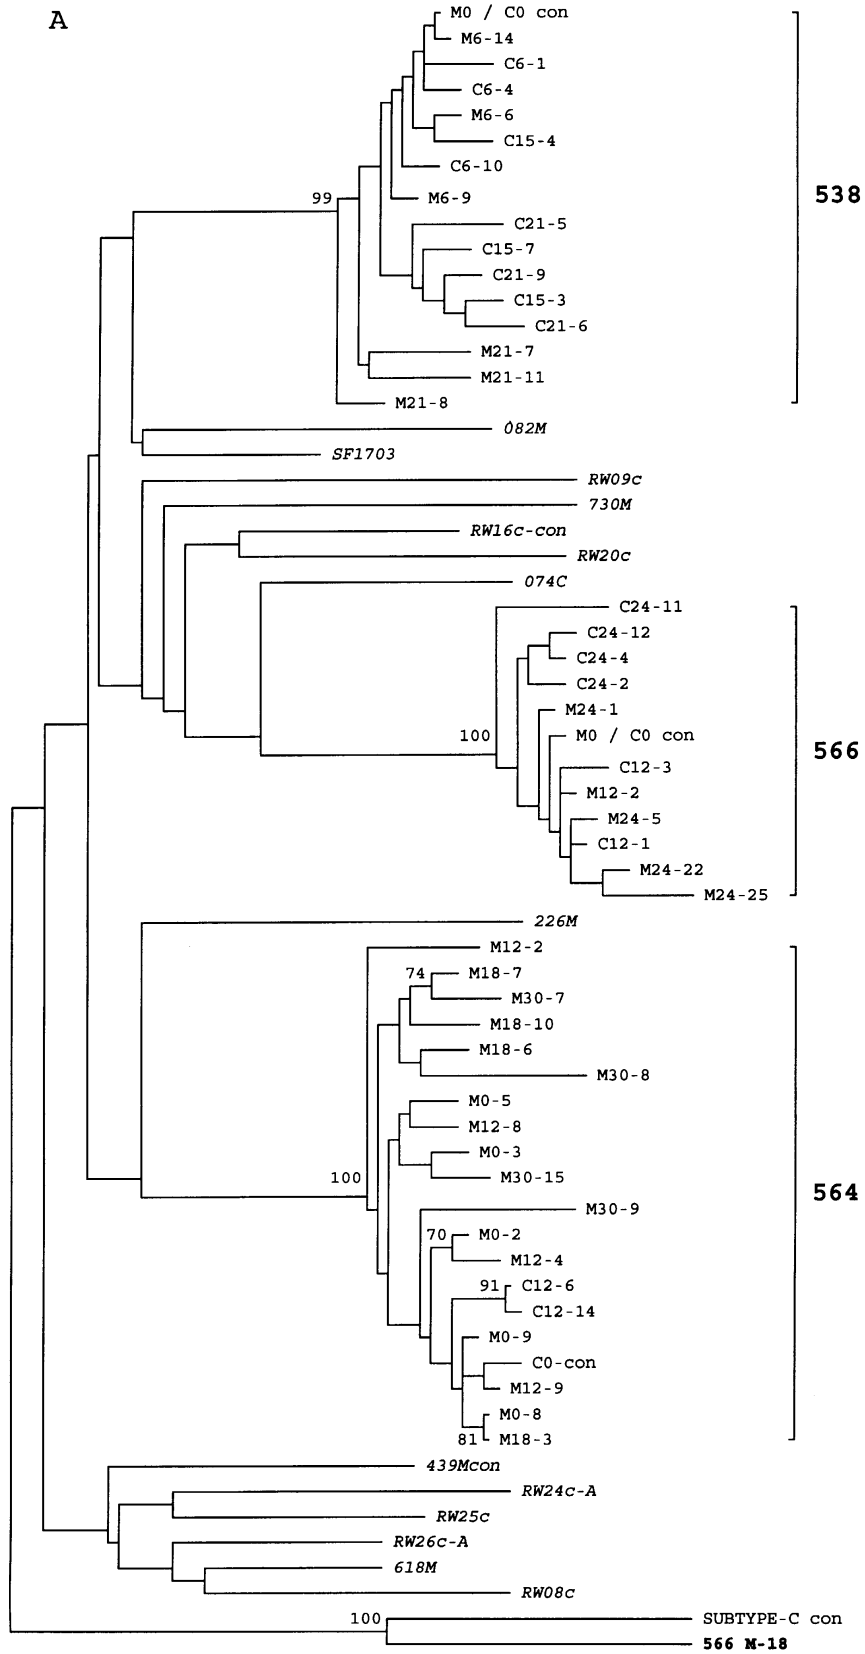 A
M0 / C0 con
M6-14
C6-1
C6-4
M6-6
C15-4
C6-10
99
M6-9
538
C21-5
C15-7
C21-9
C15-3
C21-6
M21-7
M21-11
M21-8
082M
SF1703
RW09c
730M
RW16c-con
RW20c
074C
C24-11
C24-12
C24-4
C24-2
M24-1
100
M0 / C0 con
566
C12-3
M12-2
M24-5
C12-1
M24-22
M24-25
226M
M12-2
74
M18-7
M30-7
M18-10
M18-6
M30-8
M0-5
M12-8
M0-3
100
M30-15
564
M30-9
70
M0-2
M12-4
91
C12-6
C12-14
M0-9
C0-con
M12-9
M0-8
81
M18-3
439Mcon
RW24c-A
RW25c
RW26c-A
618M
RW08c
100
SUBTYPE-C con
566 M-18